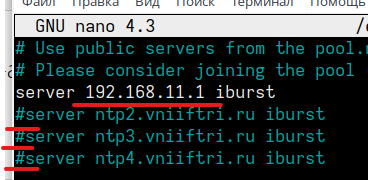 Файл Правка Вид Поиск Терминал Помощь
GNU nano 4.3
# Use public servers from the pool.
# Please consider joining the pool
server 192.168.11.1 iburst
#server ntp2.vniiftri.ru iburst
#server ntp3.vniiftri.ru iburst
#server ntp4.vniiftri.ru iburst